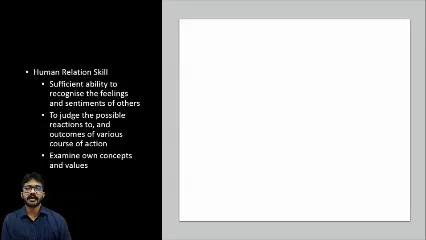 • Human Relation Skill
• Sufficient ability to
recognise the feelings
and sentiments of others
• To judge the possible
reactions to, and
outcomes of various
course of action
• Examine own concepts
and values